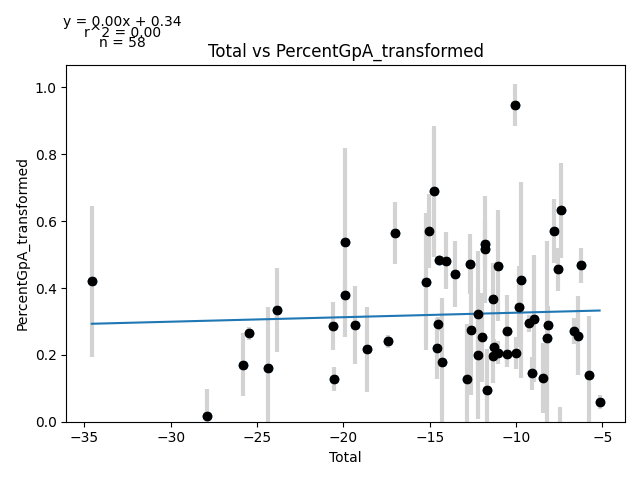 y = 0.00x + 0.34
r^2 = 0.00
n = 58
Total vs PercentGpA_transformed
PercentGpA_transformed
1.0
0.8
0.6
0.4
0.2
0.0
−35
−30
−25
−20
−15
−10
−5
Total